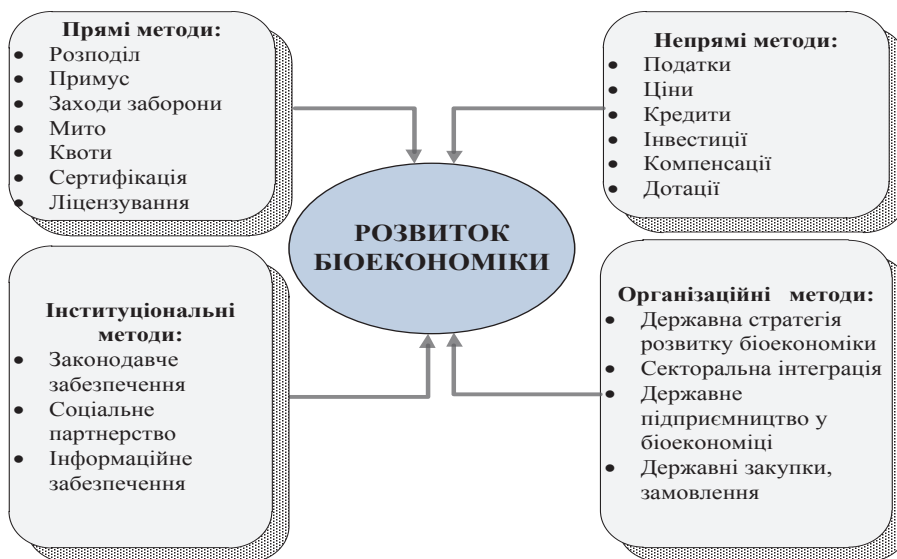 Прямі методи:
• Розподіл
• Примус
• Заходи заборони
• Мито
• Квоти
• Сертифікація
• Ліцензування
Непрямі методи:
• Податки
• Ціни
• Кредити
• Інвестиції
• Компенсації
• Дотації
РОЗВИТОК
БІОЕКОНОМІКИ
Інституціональні
методи:
• Законодавче
забезпечення
• Соціальне
партнерство
• Інформаційне
забезпечення
Організаційні методи:
• Державна стратегія
розвитку біоекономіки
• Секторальна інтеграція
• Державне
підприємництво у
біоекономіці
• Державні закупки,
замовлення